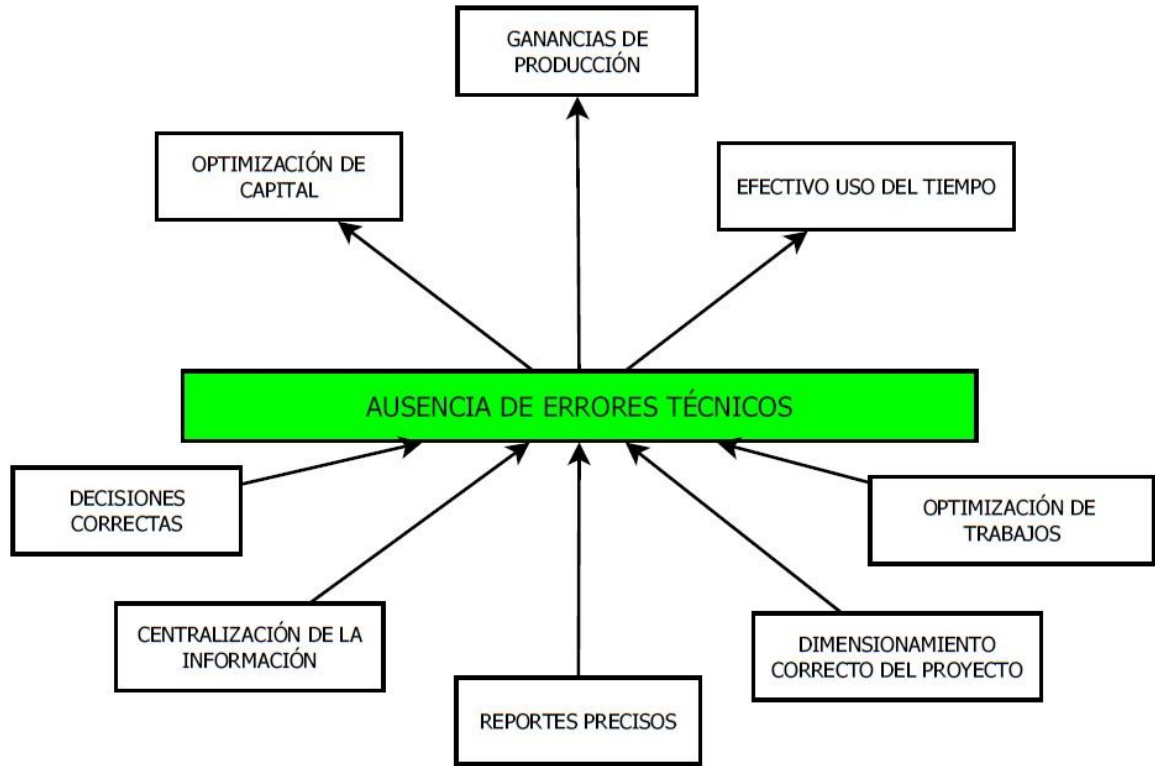 GANANCIAS DE
PRODUCCIÓN
OPTIMIZACIÓN DE
CAPITAL
EFECTIVO USO DEL TIEMPO
AUSENCIA DE ERRORES TÉCNICOS
DECISIONES
CORRECTAS
OPTIMIZACIÓN DE
TRABAJOS
CENTRALIZACIÓN DE LA
INFORMACIÓN
DIMENSIONAMIENTO
CORRECTO DEL PROYECTO
REPORTES PRECISOS